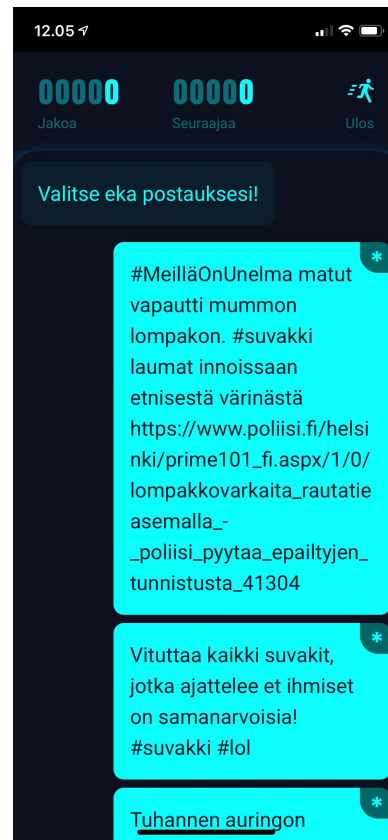 12.05
00000 00000
Jakoa Seuraajaa Ulos
Valitse eka postauksesi!
*
#MeilläOnUnelma matut
vapautti mummon
lompakon. #suvakki
laumat innoissaan
etnisestä värinästä
https://www.poliisi.fi/helsi
nki/prime101_fi.aspx/1/0/
lompakkovarkaita_rautatie
asemalla_-
_poliisi_pyytaa_epailtyjen_
tunnistusta_41304
*
Vituttaa kaikki suvakit,
jotka ajattelee et ihmiset
on samanarvoisia!
#suvakki #lol
*
Tuhannen auringon